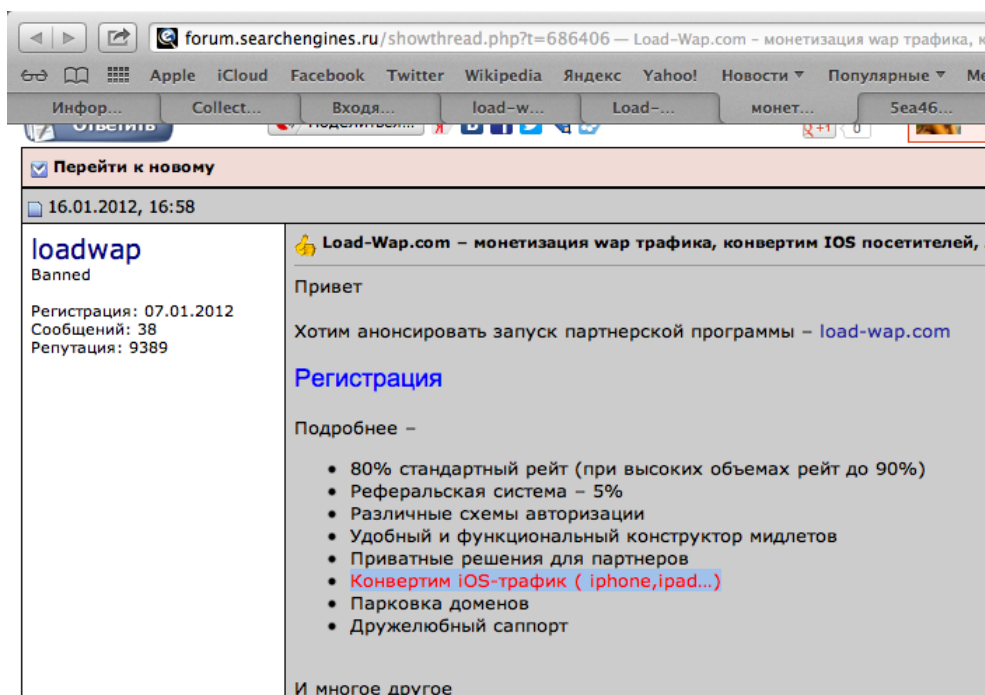 forum.searchengines.ru/showthread.php?t=686406 — Load-Wap.com – монетизация wap трафика, к
Apple iCloud Facebook Twitter Wikipedia Яндекс Yahoo! Новости Популярные
Инфор... Collect... Входя... load-w... Load-... монет... 5ea46...
Ответить Поделиться... +1 0
Перейти к новому
16.01.2012, 16:58
loadwap
Banned
Регистрация: 07.01.2012
Сообщений: 38
Репутация: 9389
Load-Wap.com – монетизация wap трафика, конвертим IOS посетителей,
Привет
Хотим анонсировать запуск партнерской программы – load-wap.com
Регистрация
Подробнее –
• 80% стандартный рейт (при высоких объемах рейт до 90%)
• Реферальская система – 5%
• Различные схемы авторизации
• Удобный и функциональный конструктор мидлетов
• Приватные решения для партнеров
• Конвертим iOS-трафик ( iphone,ipad...)
• Парковка доменов
• Дружелюбный саппорт
И многое другое